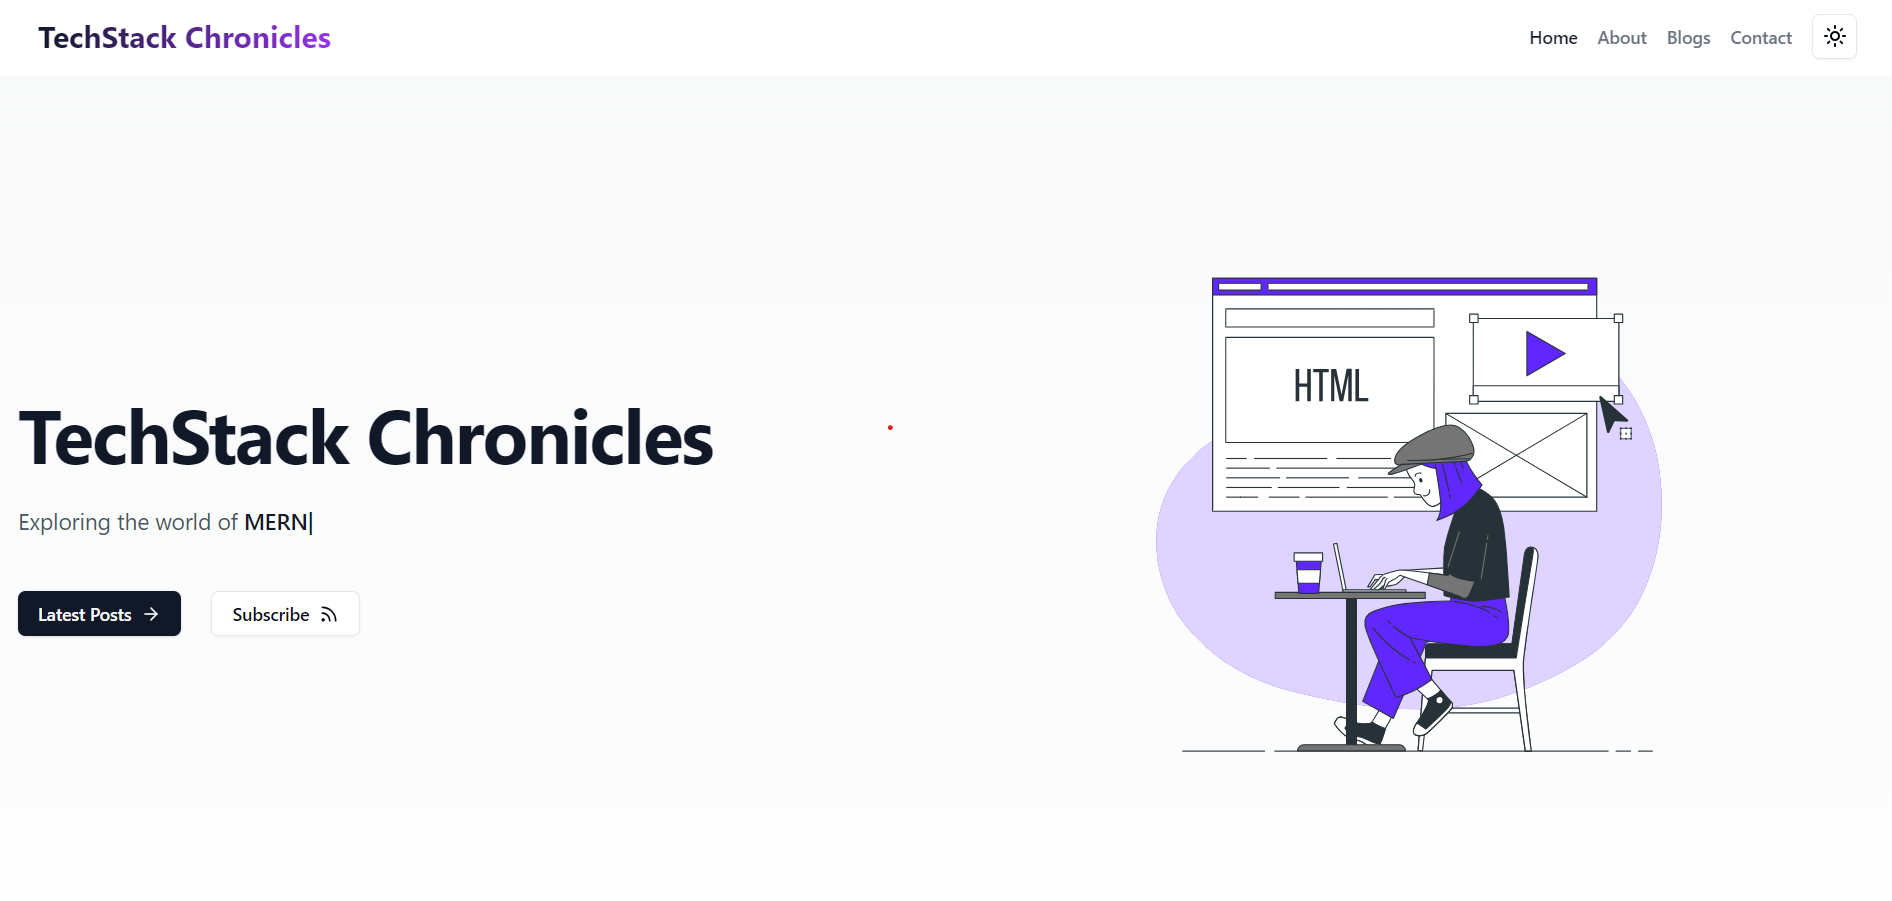 TechStack Chronicles
Home About Blogs Contact
HTML
TechStack Chronicles
Exploring the world of MERN|
Latest Posts
Subscribe